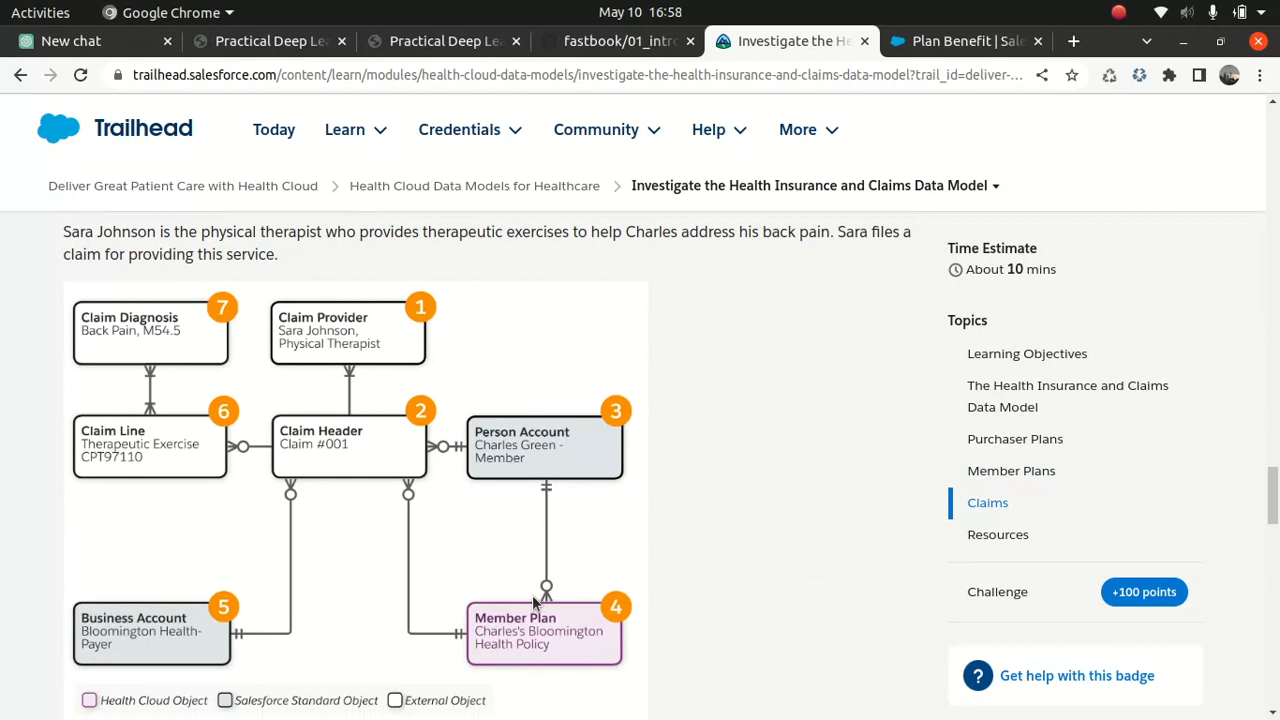 Activities
Google Chrome
May 10 16:58
New chat
Practical Deep Le
Practical Deep Le
fastbook/01_intro
Investigate the He
Plan Benefit | Sale
trailhead.salesforce.com/content/learn/modules/health-cloud-data-models/investigate-the-health-insurance-and-claims-data-model?trail_id=deliver-...
Trailhead
Today
Learn
Credentials
Community
Help
More
Deliver Great Patient Care with Health Cloud
Health Cloud Data Models for Healthcare
Investigate the Health Insurance and Claims Data Model
Sara Johnson is the physical therapist who provides therapeutic exercises to help Charles address his back pain. Sara files a
claim for providing this service.
7
Claim Diagnosis
Back Pain, M54.5
1
Claim Provider
Sara Johnson,
Physical Therapist
6
Claim Line
Therapeutic Exercise
CPT97110
2
Claim Header
Claim #001
3
Person Account
Charles Green -
Member
5
Business Account
Bloomington Health-
Payer
4
Member Plan
Charles's Bloomington
Health Policy
Health Cloud Object
Salesforce Standard Object
External Object
Time Estimate
About 10 mins
Topics
Learning Objectives
The Health Insurance and Claims
Data Model
Purchaser Plans
Member Plans
Claims
Resources
Challenge
+100 points
? Get help with this badge